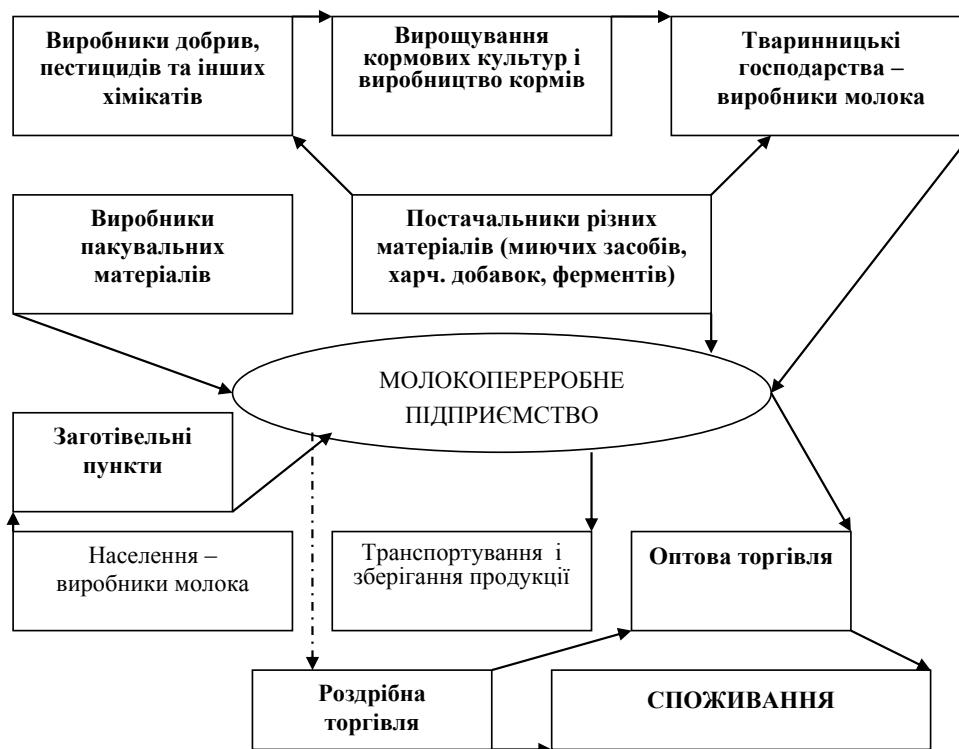 Виробники добрив,
пестицидів та інших
хімікатів
Вирощування
кормових культур і
виробництво кормів
Тваринницькі
господарства –
виробники молока
Виробники
пакувальних
матеріалів
Постачальники різних
матеріалів (миючих засобів,
харч. добавок, ферментів)
МОЛОКОПЕРЕРОБНЕ
ПІДПРИЄМСТВО
Заготівельні
пункти
Населення –
виробники молока
Транспортування і
зберігання продукції
Оптова торгівля
Роздрібна
торгівля
СПОЖИВАННЯ